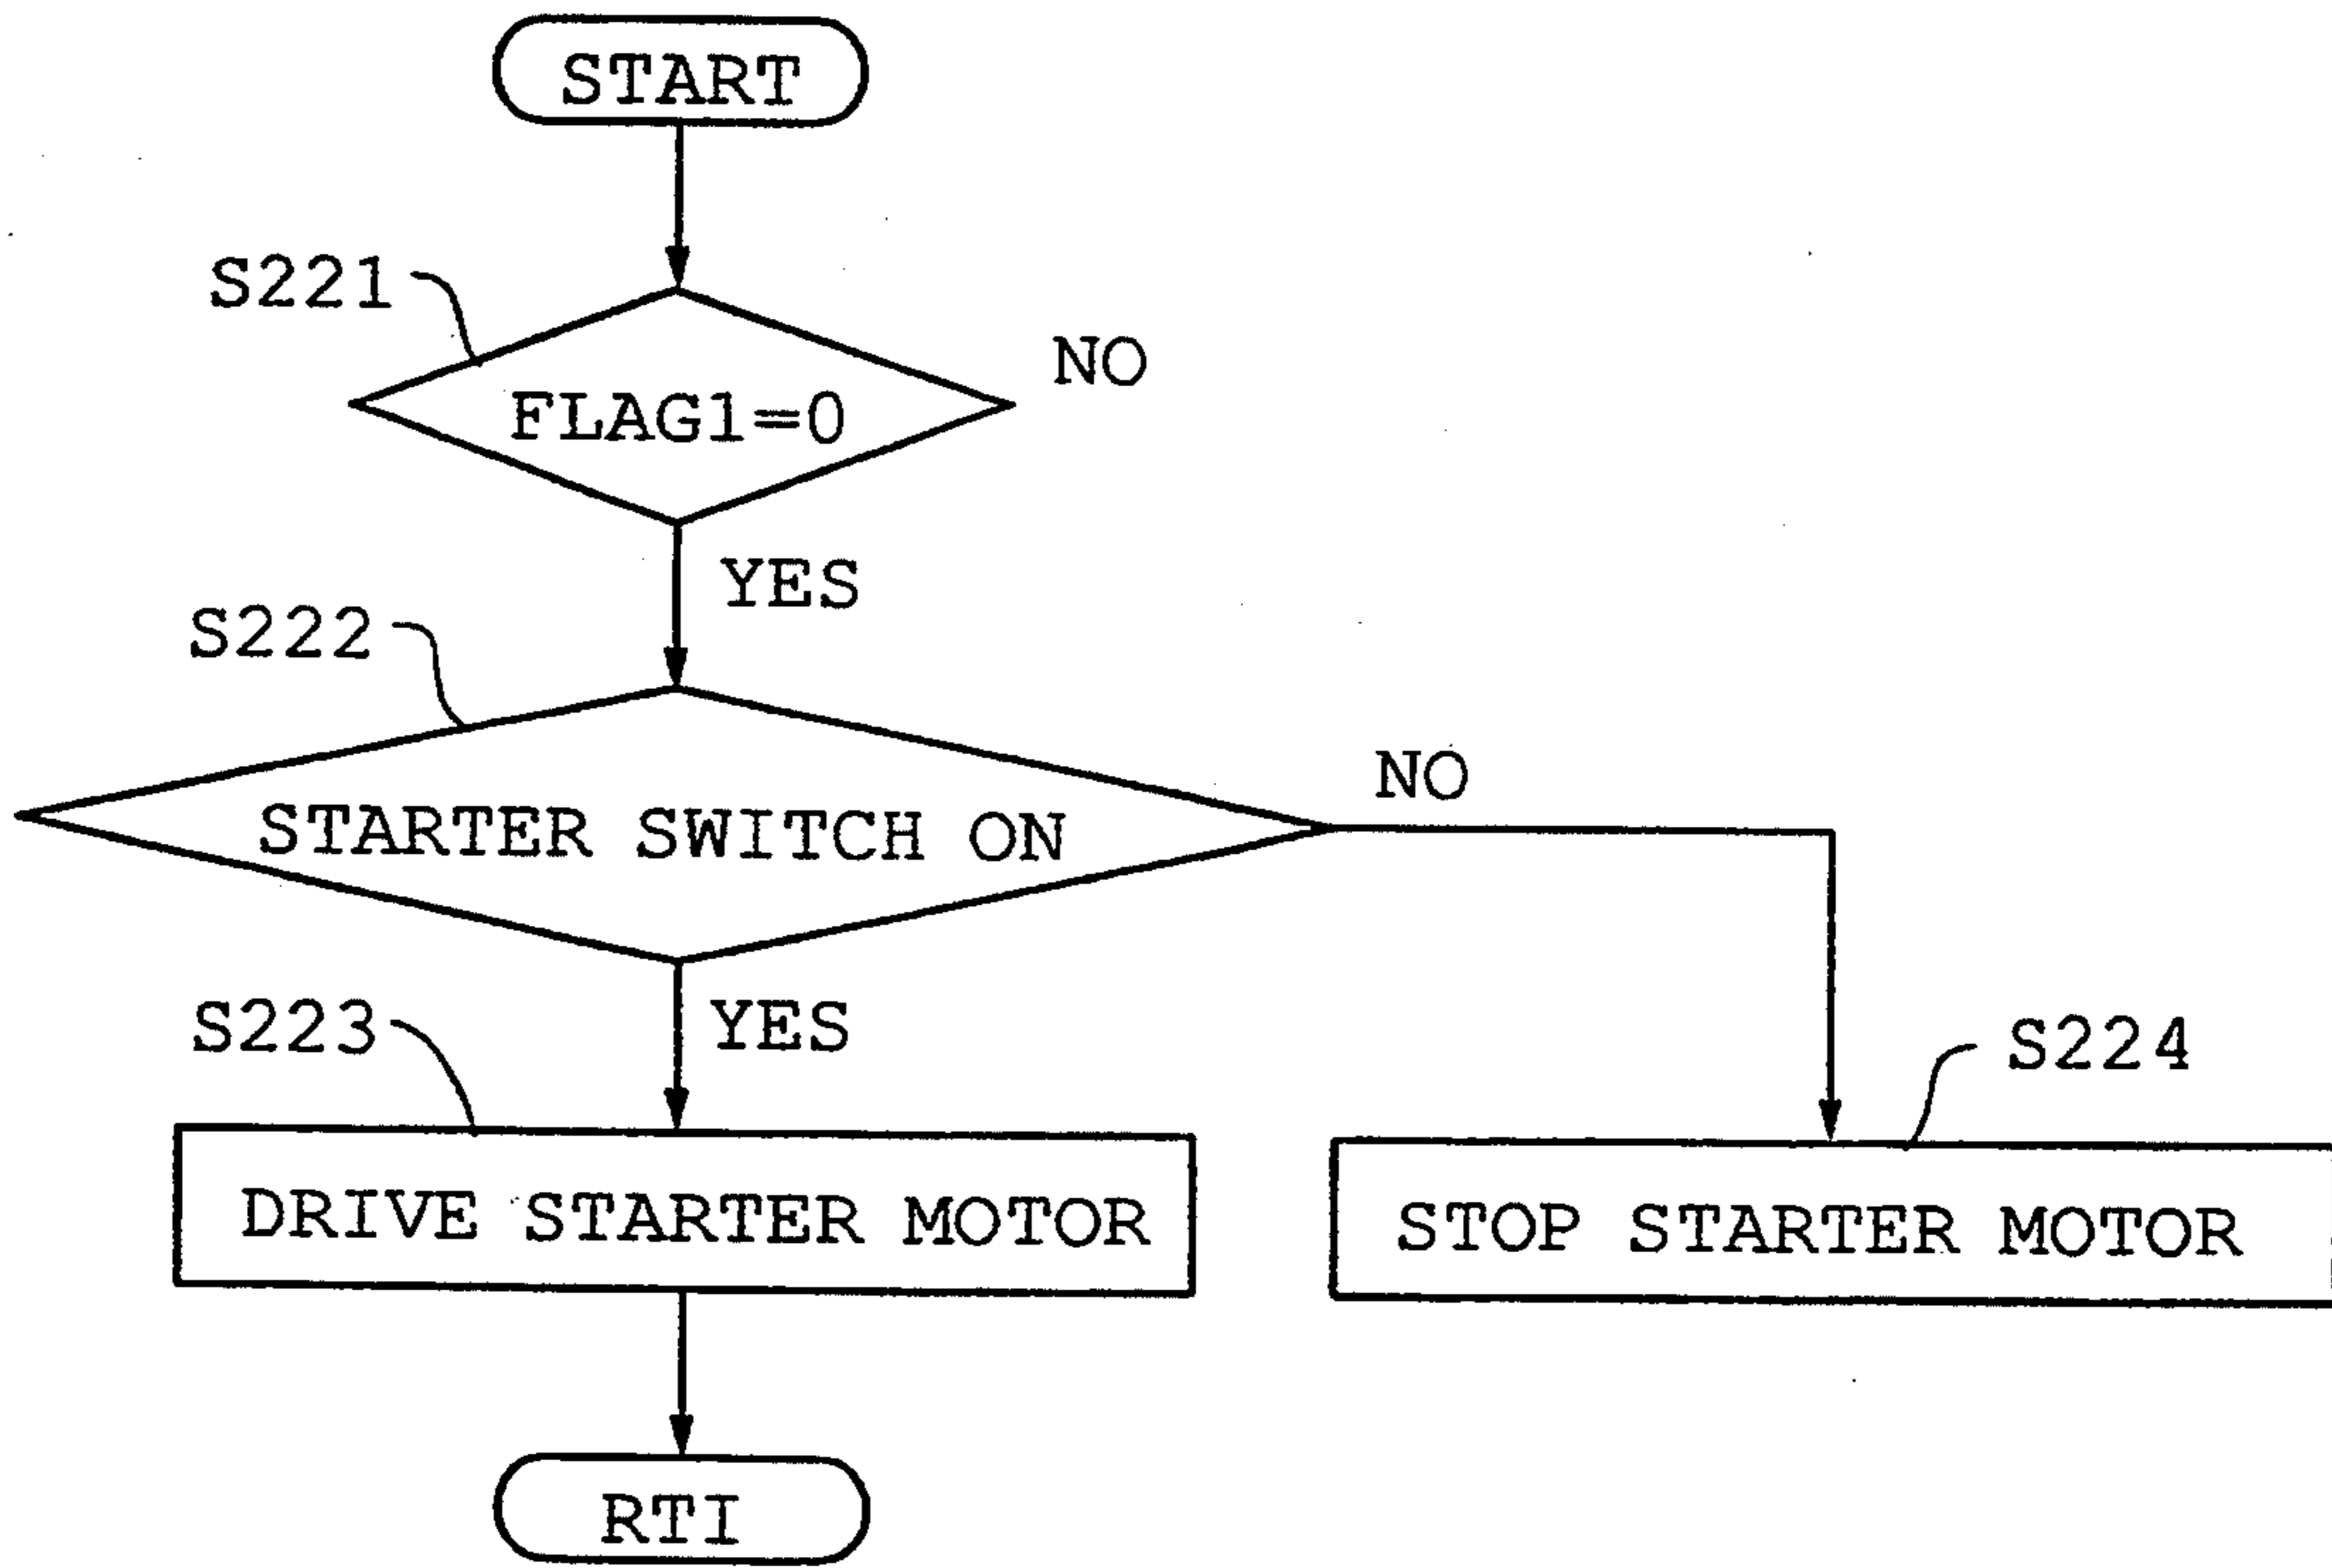 START
S221
NO
FLAG1=0
YES
S222
NO
STARTER SWITCH ON
S223
YES
S224
DRIVE STARTER MOTOR
STOP STARTER MOTOR
RTI